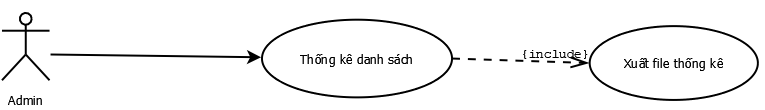 {include}
Thống kê danh sách
Xuất file thống kê
Admin